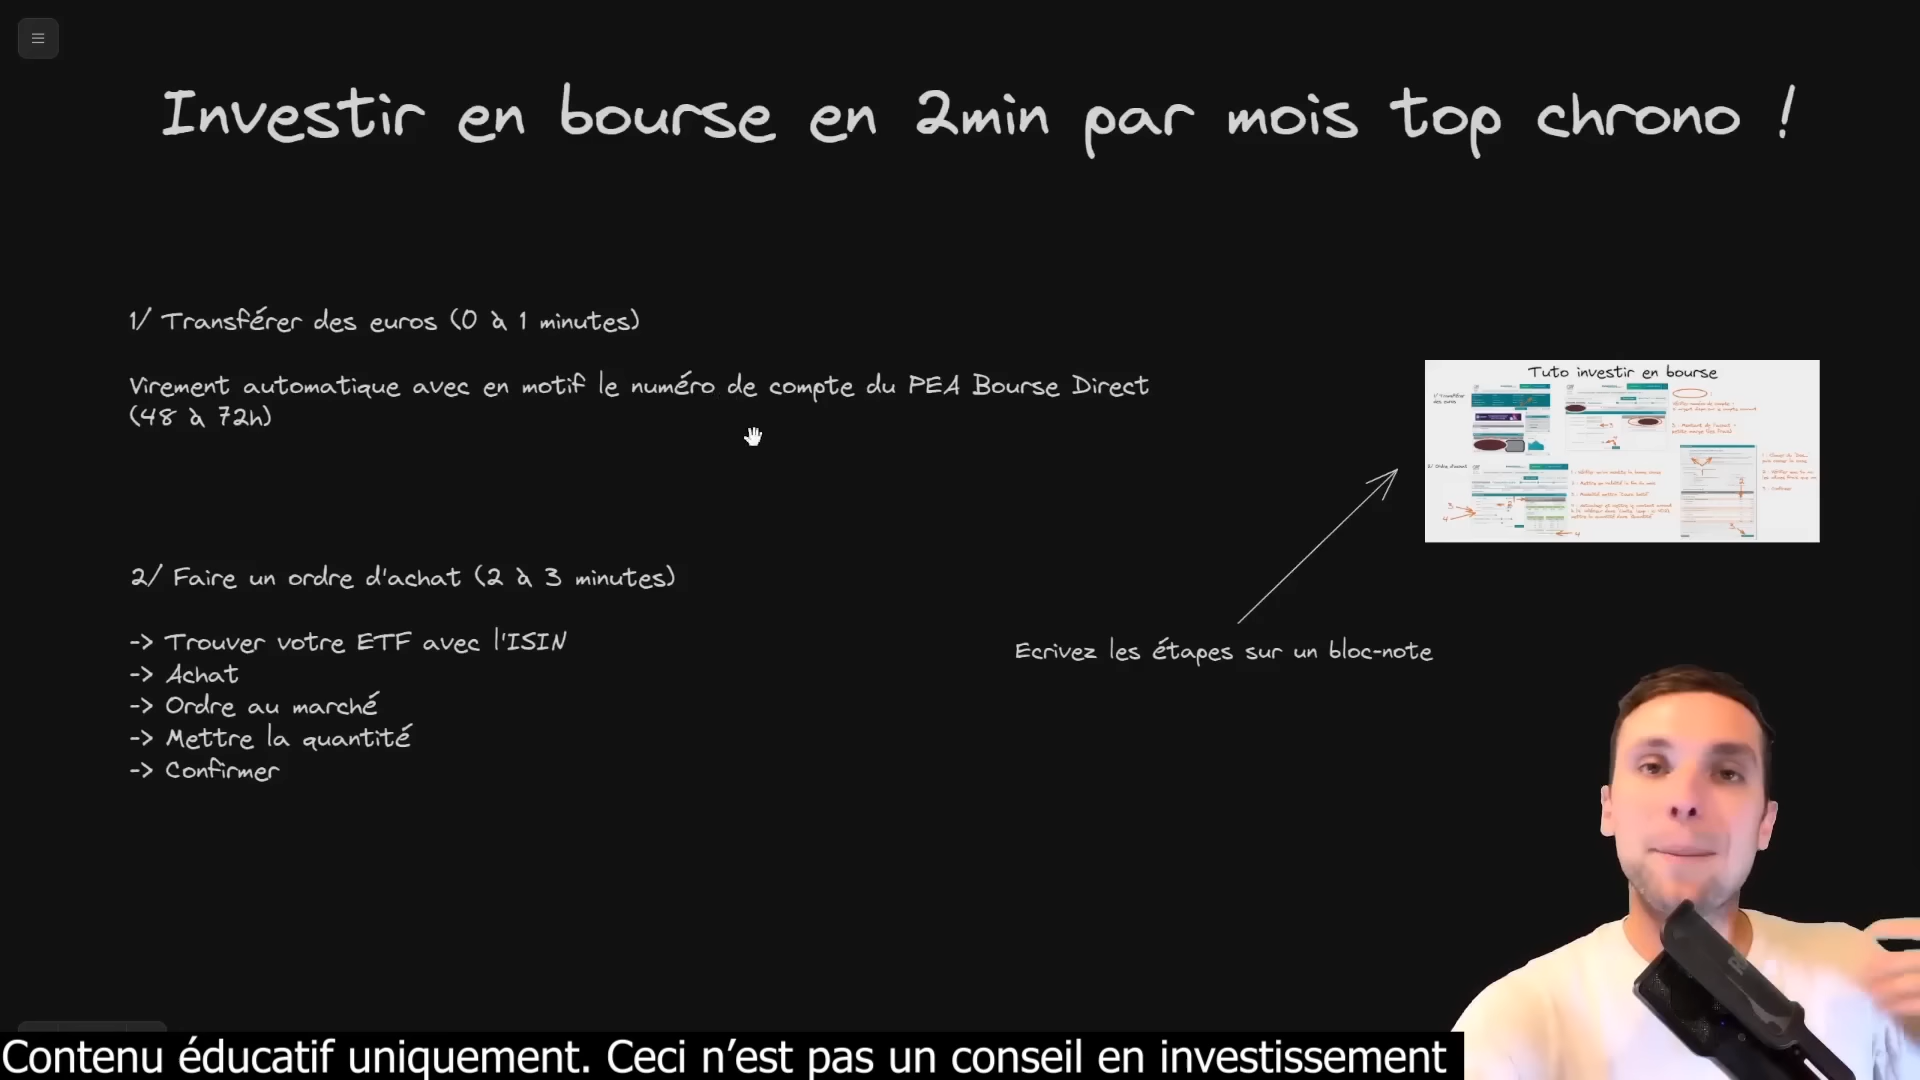 Investir en bourse en 2min par mois top chrono !
1/ Transférer des euros (0 à 1 minutes)
Virement automatique avec en motif le numéro de compte du PEA Bourse Direct
(48 à 72h)
Tuto investir en bourse
2/ Faire un ordre d'achat (2 à 3 minutes)
-> Trouver votre ETF avec l'ISIN
-> Achat
-> Ordre au marché
-> Mettre la quantité
-> Confirmer
Ecrivez les étapes sur un bloc-note
Contenu éducatif uniquement. Ceci n’est pas un conseil en investissement